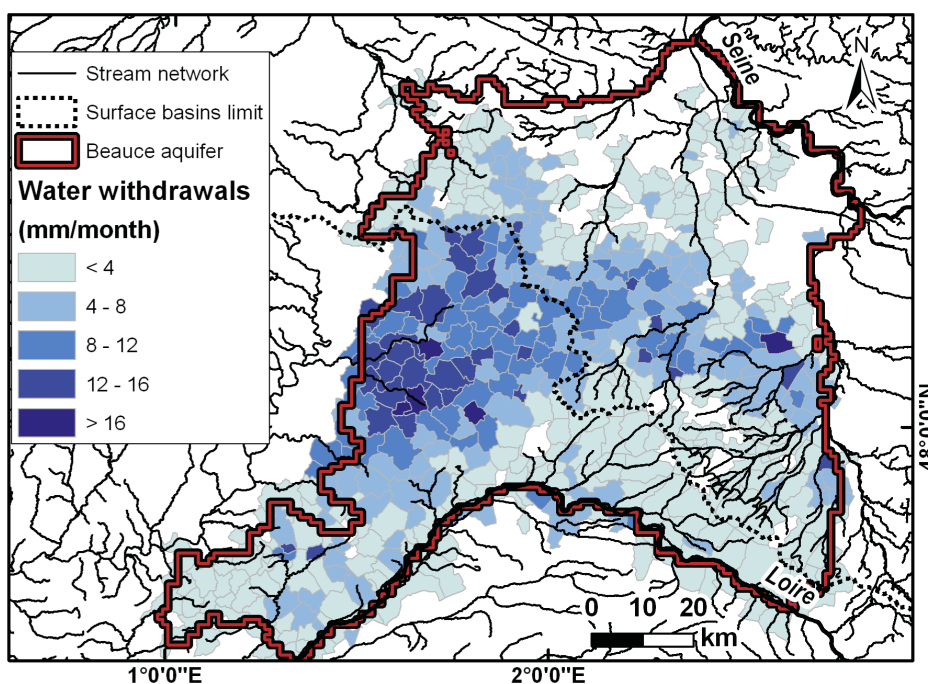 Stream network
Surface basins limit
Beauce aquifer
Water withdrawals
(mm/month)
< 4
4 - 8
8 - 12
12 - 16
> 16
Seine
N
48°0'0"N
Loire
0 10 20
km
1°0'0"E
2°0'0"E